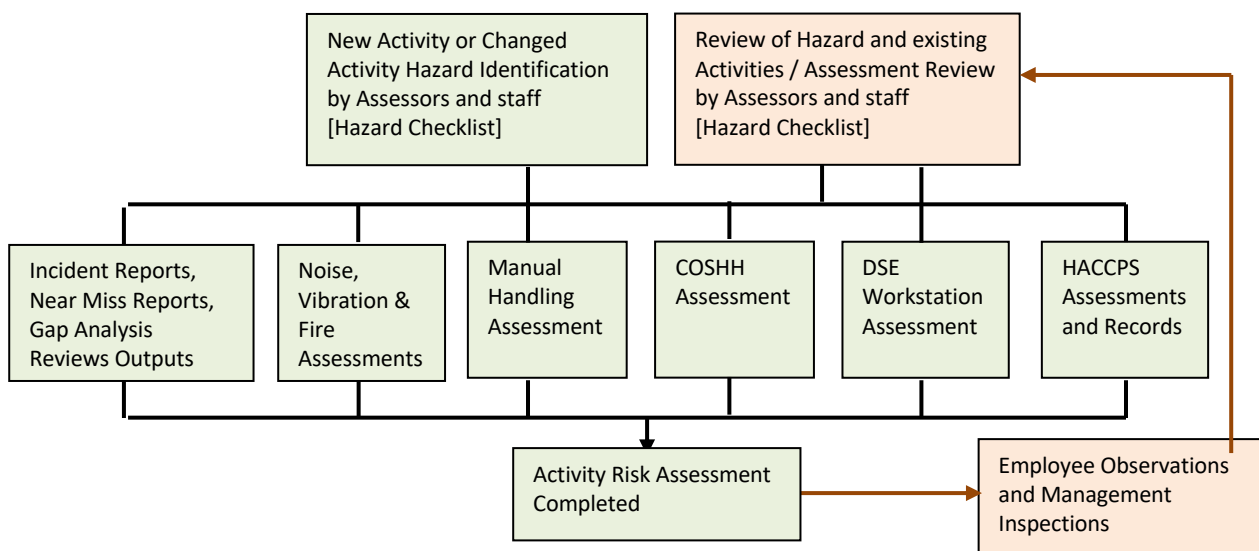 New Activity or Changed
Activity Hazard Identification
by Assessors and staff
[Hazard Checklist]
Review of Hazard and existing
Activities / Assessment Review
by Assessors and staff
[Hazard Checklist]
Incident Reports,
Near Miss Reports,
Gap Analysis
Reviews Outputs
Noise,
Vibration &
Fire
Assessments
Manual
Handling
Assessment
COSHH
Assessment
DSE
Workstation
Assessment
HACCPS
Assessments
and Records
Activity Risk Assessment
Completed
Employee Observations
and Management
Inspections